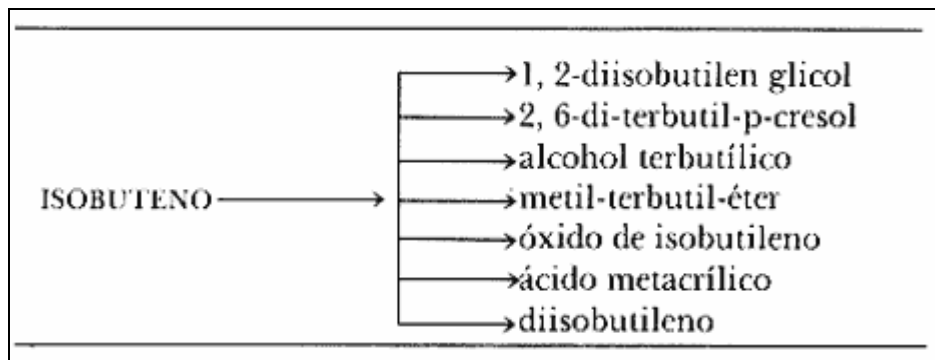 1, 2-diisobutilen glicol
2, 6-di-terbutil-p-cresol
alcohol terbutílico
ISOBUTENO
metil-terbutil-éter
óxido de isobutileno
ácido metacrílico
diisobutileno